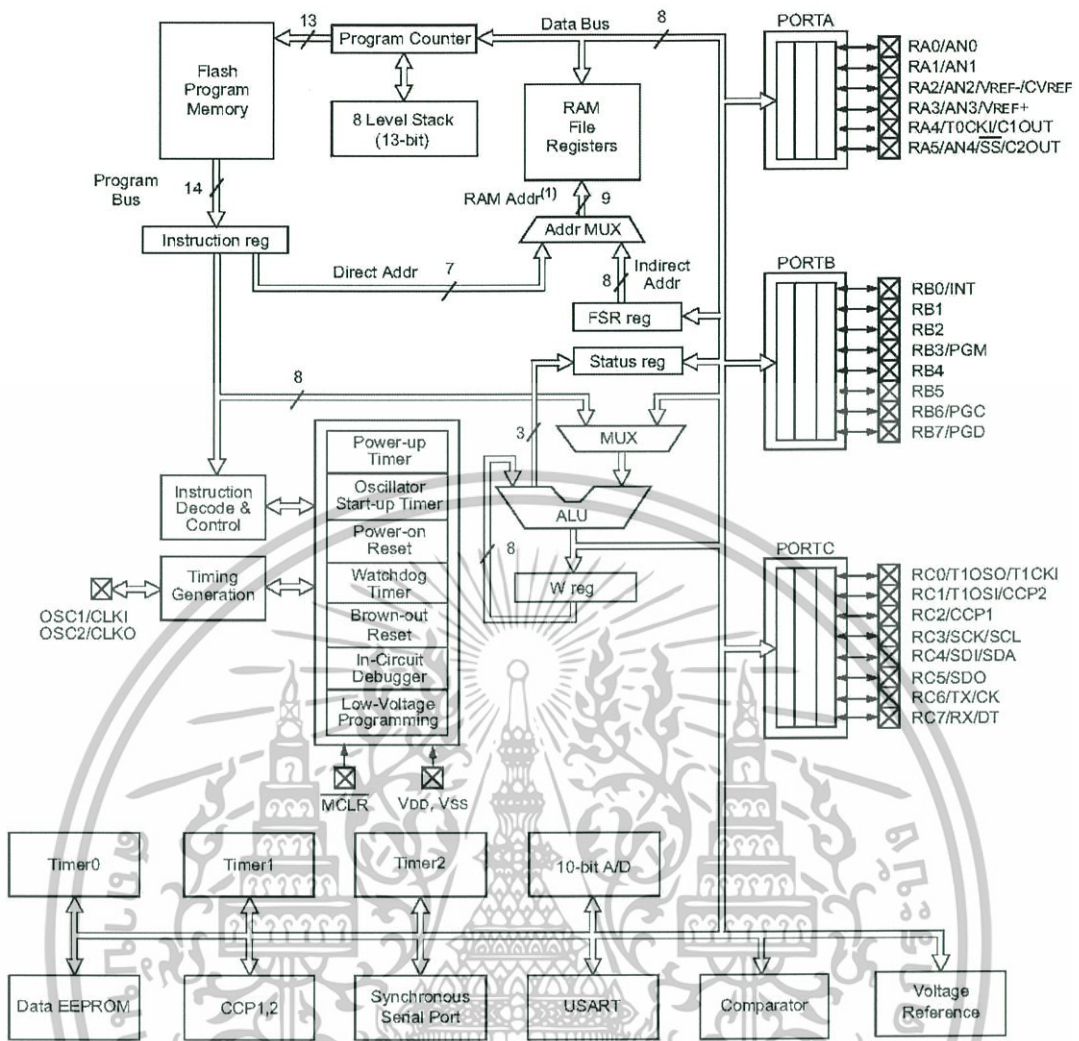 13
Program Counter
Data Bus
8
Flash
Program
Memory
8 Level Stack
(13-bit)
RAM
File
Registers
Program
Bus
14
RAM Addr(1)
9
Instruction reg
Addr MUX
Direct Addr
7
8
Indirect
Addr
FSR reg
Status reg
8
3
MUX
Power-up
Timer
Instruction
Decode &
Control
Oscillator
Start-up Timer
ALU
Power-on
Reset
8
Timing
Generation
Watchdog
Timer
W reg
OSC1/CLKI
OSC2/CLKO
Brown-out
Reset
In-Circuit
Debugger
Low-Voltage
Programming
MCLR
VDD, VSS
PORTA
RA0/AN0
RA1/AN1
RA2/AN2/VREF-/CVREF
RA3/AN3/VREF+
RA4/T0CKI/C1OUT
RA5/AN4/SS/C2OUT
PORTB
RB0/INT
RB1
RB2
RB3/PGM
RB4
RB5
RB6/PGC
RB7/PGD
PORTC
RC0/T1OSO/T1CKI
RC1/T1OSI/CCP2
RC2/CCP1
RC3/SCK/SCL
RC4/SDI/SDA
RC5/SDO
RC6/TX/CK
RC7/RX/DT
Timer0
Timer1
Timer2
10-bit A/D
Data EEPROM
CCP1,2
Synchronous
Serial Port
USART
Comparator
Voltage
Reference